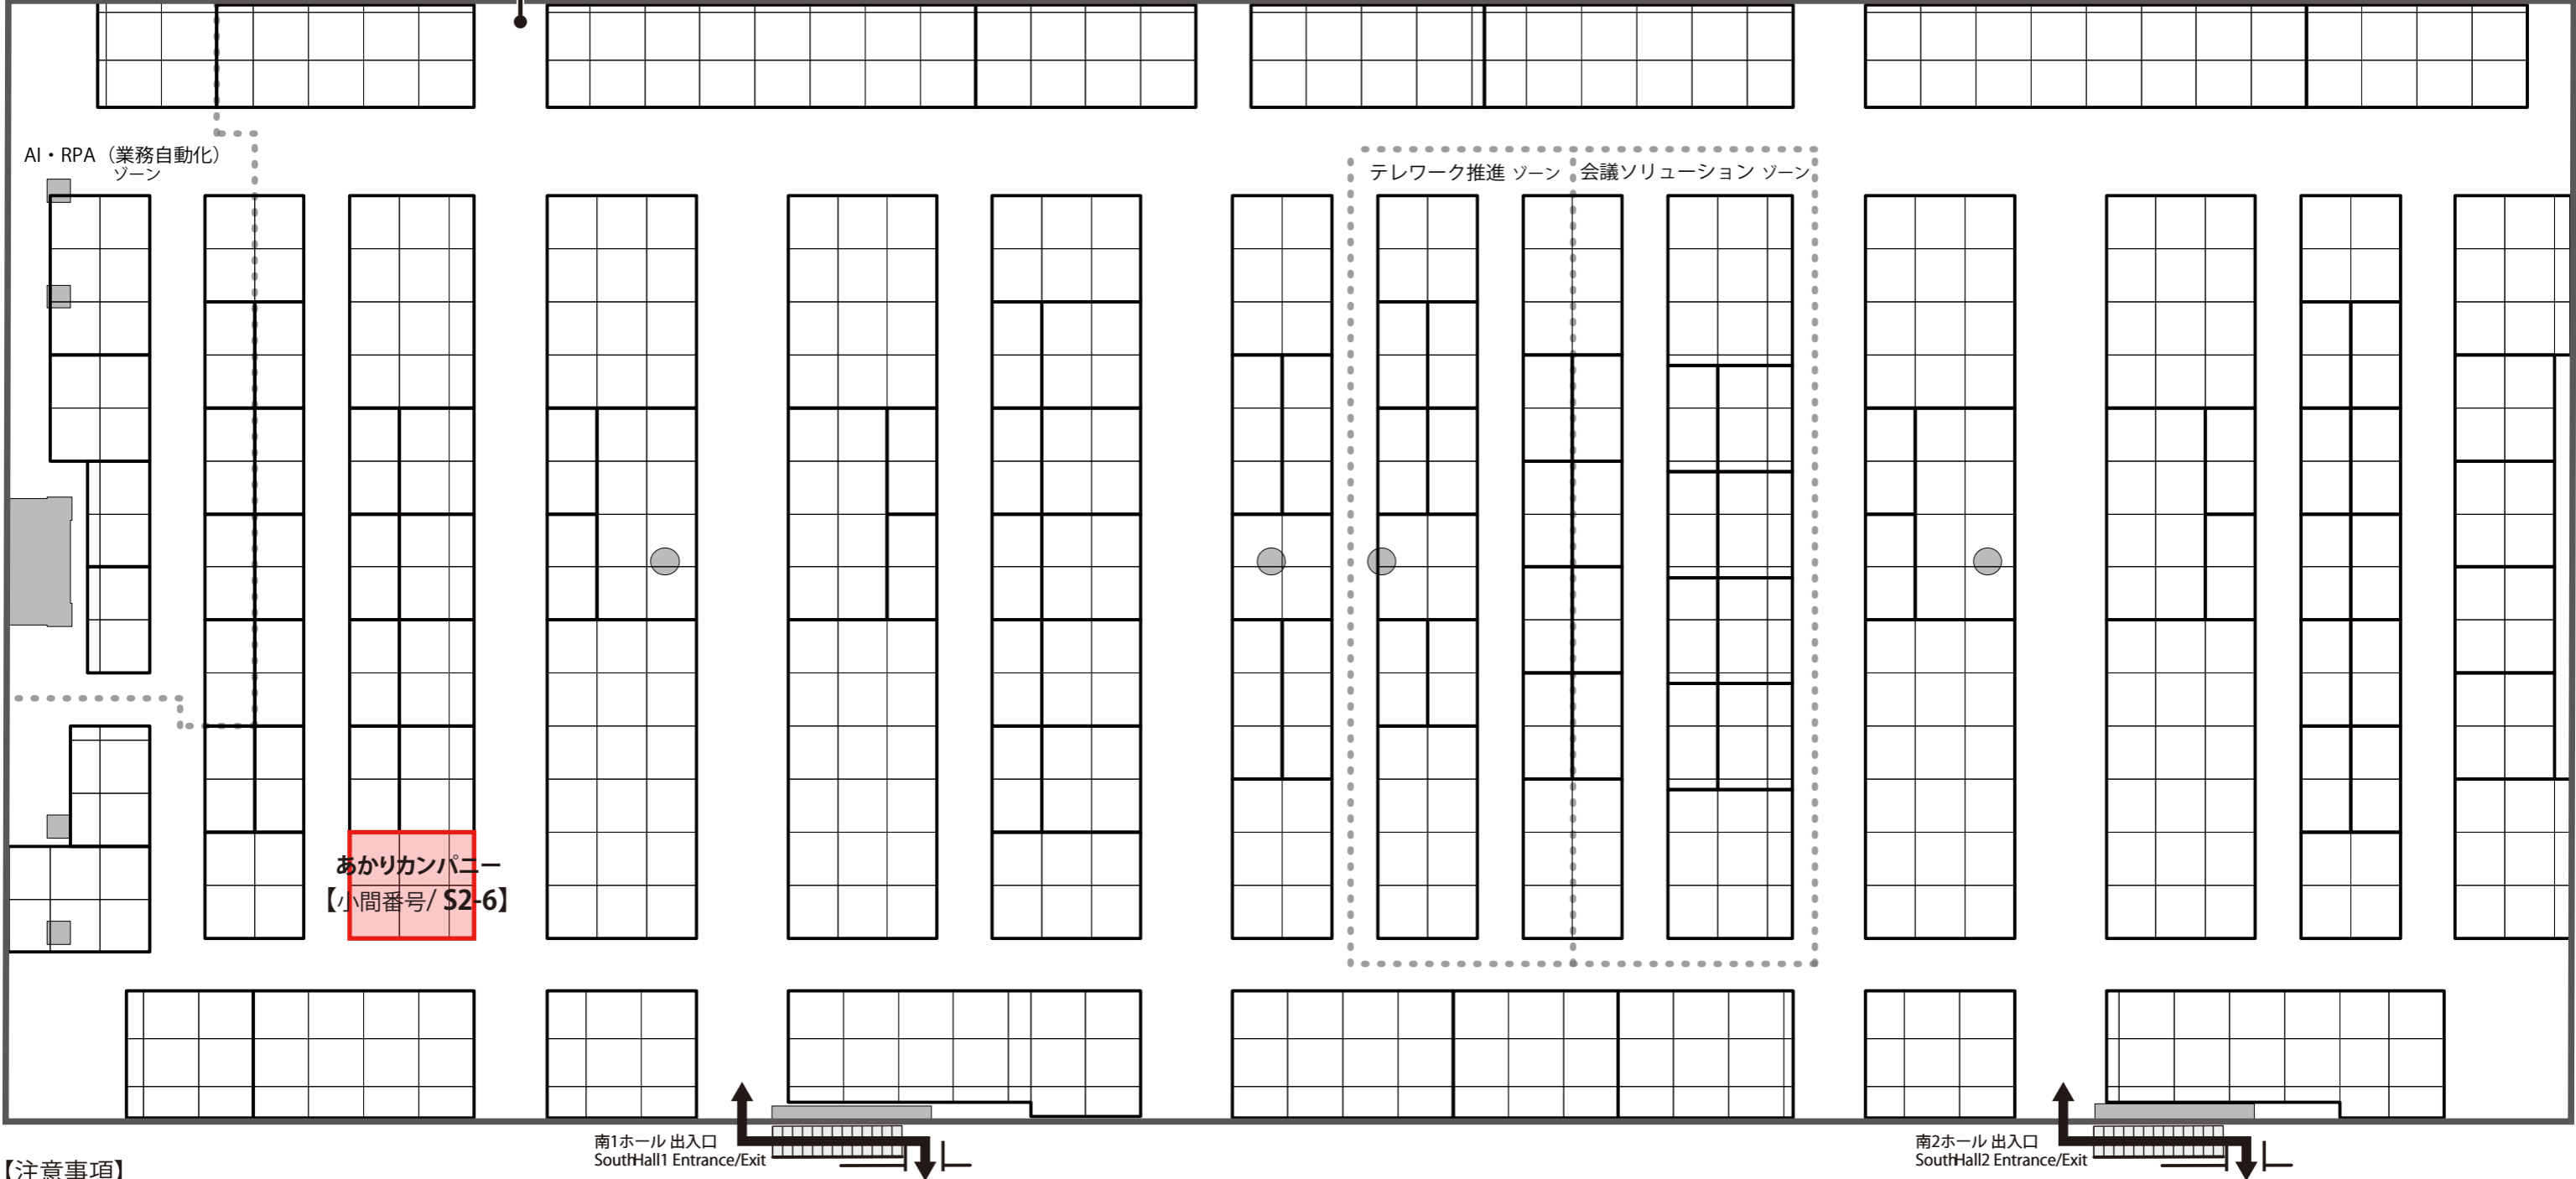 AI・RPA（業務自動化）
ゾーン
テレワーク推進 ゾーン
会議ソリューション ゾーン
あかりカンパニー
【小間番号/ S2-6】
南1ホール 出入口
SouthHall1 Entrance/Exit
南2ホール 出入口
SouthHall2 Entrance/Exit
【注意事項】